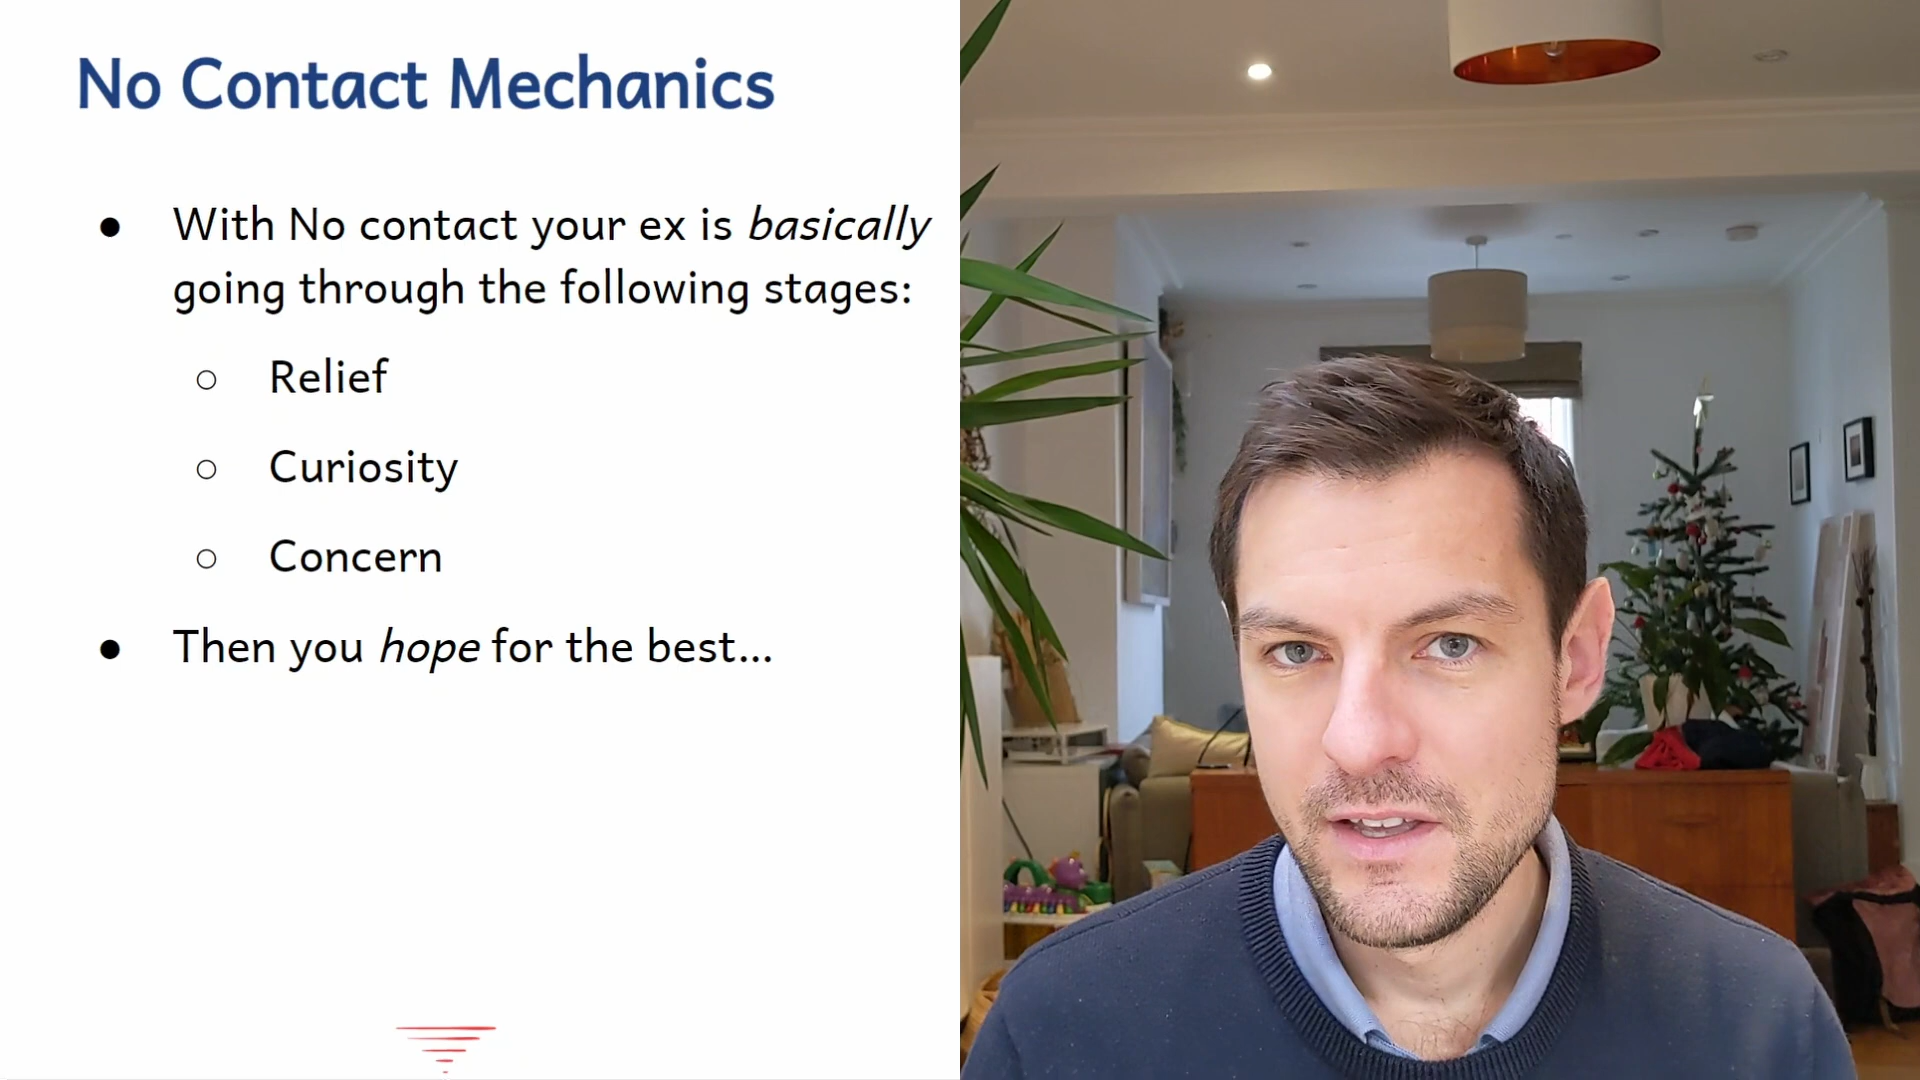 No Contact Mechanics
● With No contact your ex is basically
going through the following stages:
○ Relief
○ Curiosity
○ Concern
● Then you hope for the best...